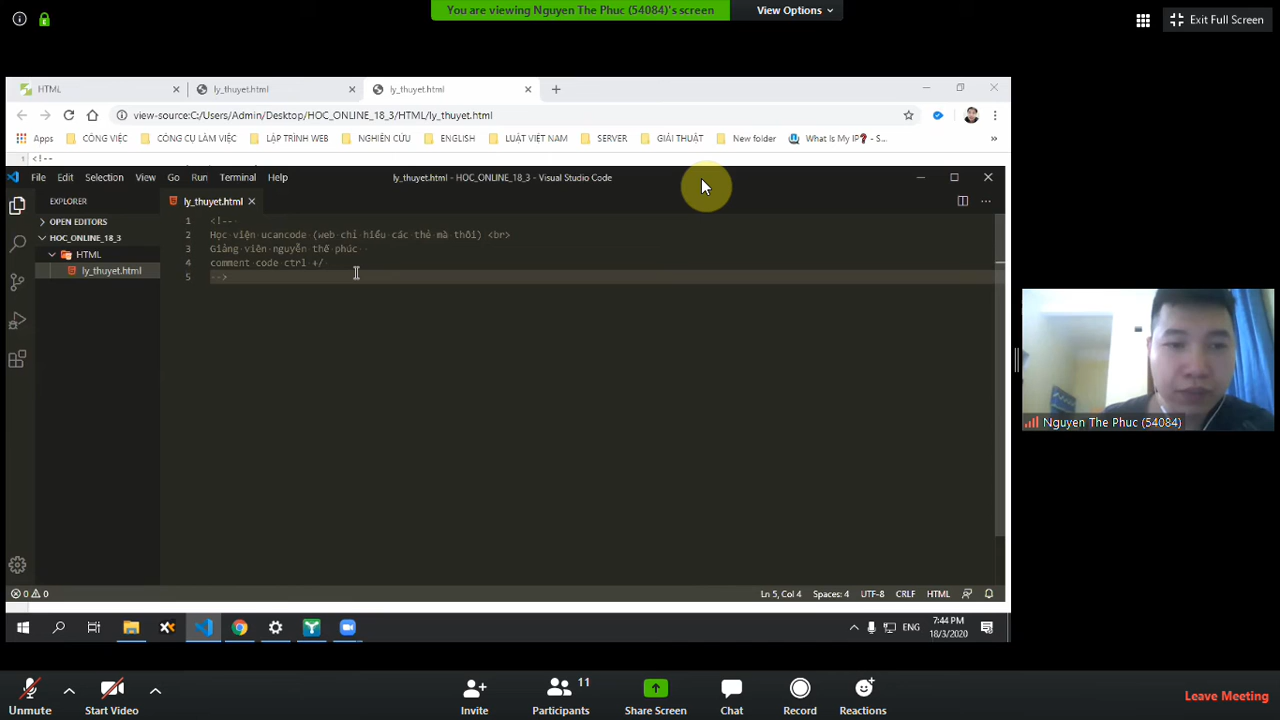 You are viewing Nguyen The Phuc (54084)'s screen
View Options
Exit Full Screen
HTML
ly_thuyet.html
ly_thuyet.html
view-source:C:/Users/Admin/Desktop/HOC_ONLINE_18_3/HTML/ly_thuyet.html
Apps
CÔNG VIỆC
CÔNG CỤ LÀM VIỆC
LẬP TRÌNH WEB
NGHIÊN CỨU
ENGLISH
LUẬT VIỆT NAM
SERVER
GIẢI THUẬT
New folder
What Is My IP? - S...
»
1 <!--
File Edit Selection View Go Run Terminal Help
ly_thuyet.html - HOC_ONLINE_18_3 - Visual Studio Code
EXPLORER
ly_thuyet.html
OPEN EDITORS
HOC_ONLINE_18_3
HTML
ly_thuyet.html
1 <!--
2 Học viện ucancode (web chỉ hiểu các thẻ mà thôi) <br>
3 Giảng viên nguyễn thế phúc
4 comment code ctrl +/
5 -->
0 0
Ln 5, Col 4
Spaces: 4
UTF-8
CRLF
HTML
ENG
7:44 PM
18/3/2020
Nguyen The Phuc (54084)
Unmute
Start Video
Invite
11
Participants
Share Screen
Chat
Record
Reactions
Leave Meeting